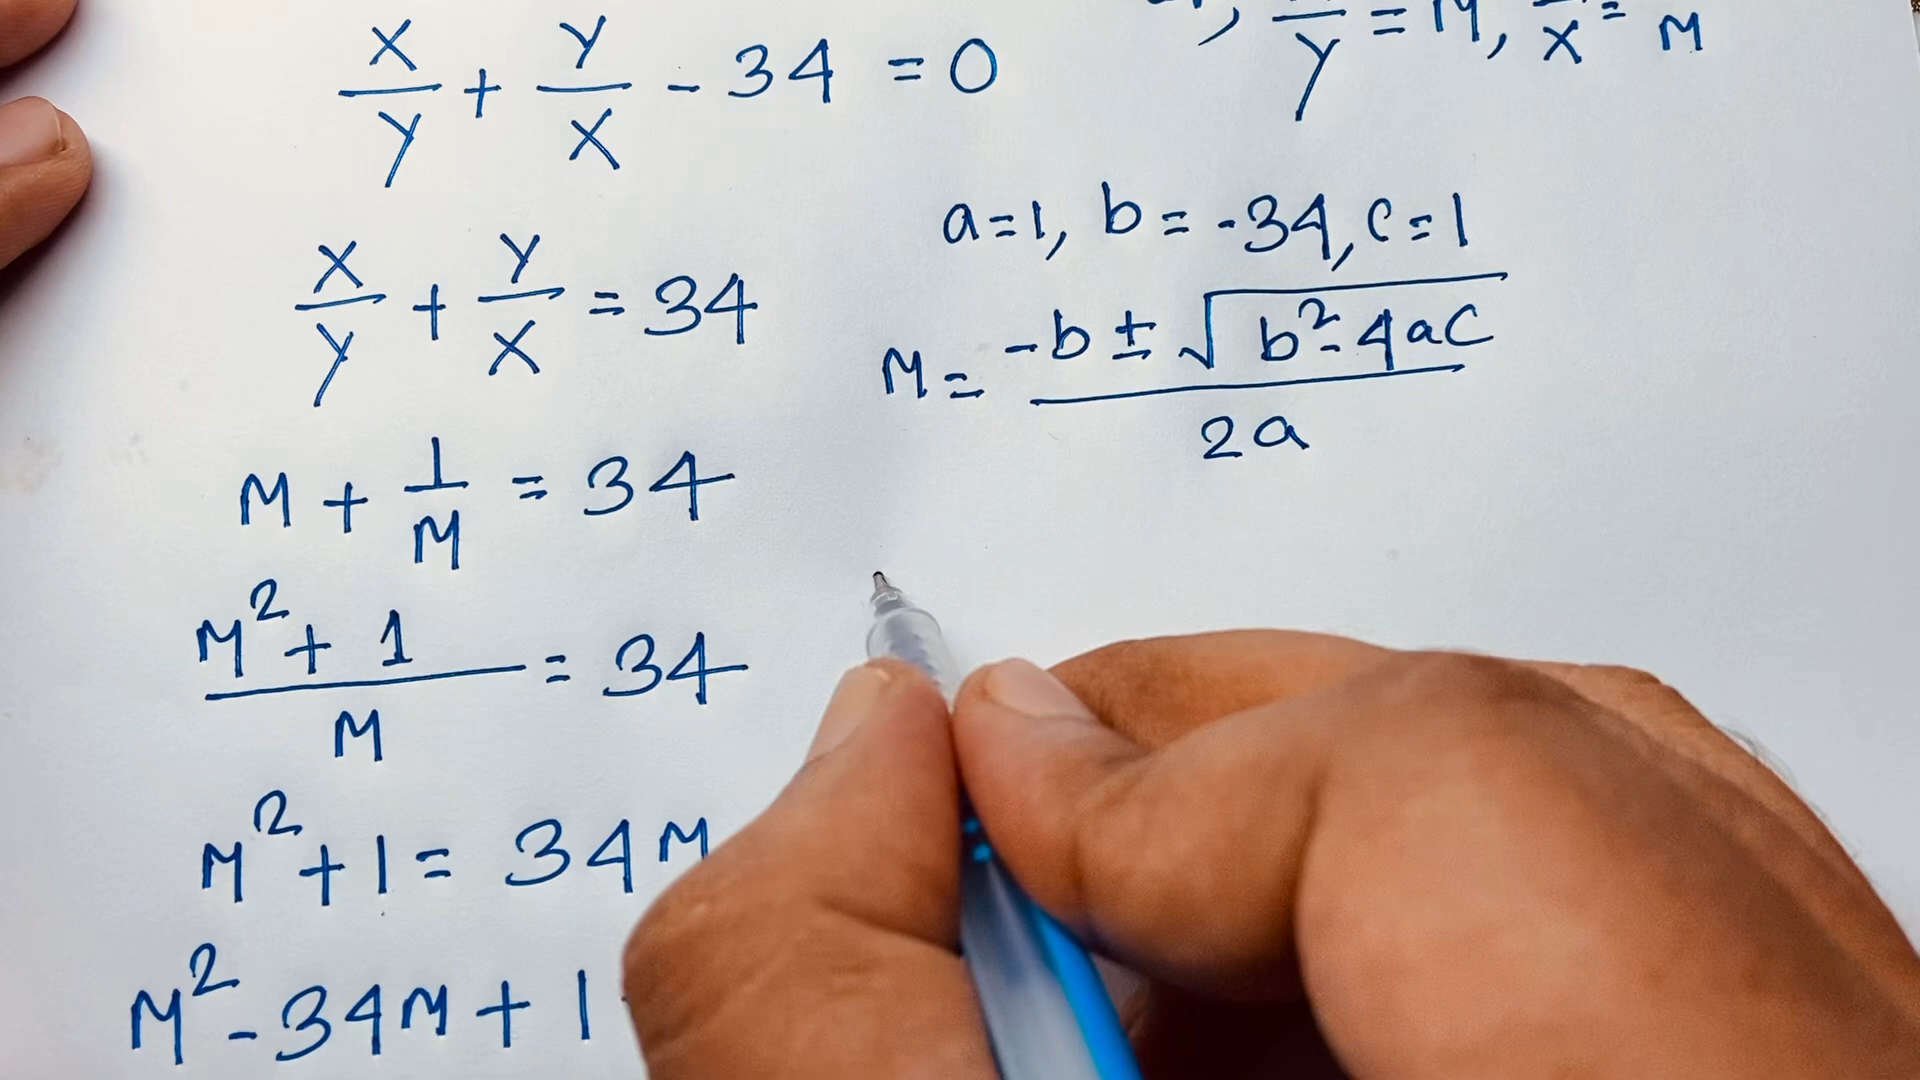 x/y + y/x - 34 = 0
/y = M, /x = M
x/y + y/x = 34
M + 1/M = 34
M² + 1 / M = 34
M² + 1 = 34M
M² - 34M + 1
a=1, b = -34, c=1
M = -b ± √b² - 4ac / 2a